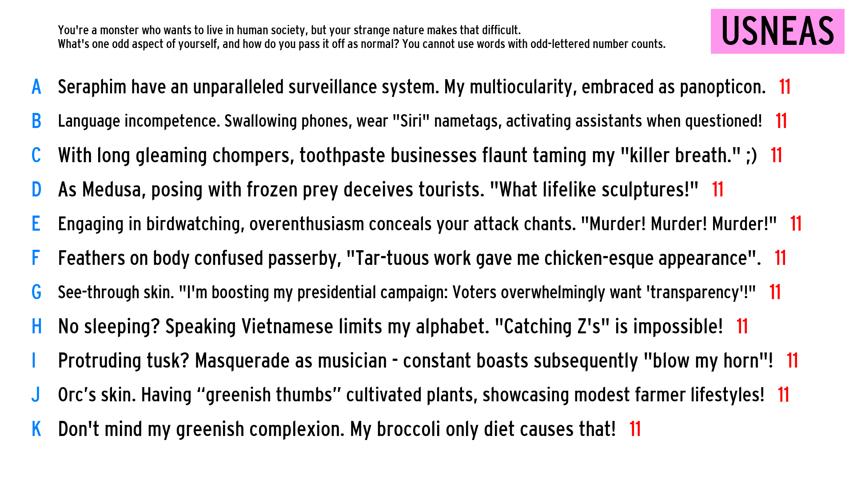 You're a monster who wants to live in human society, but your strange nature makes that difficult.
What's one odd aspect of yourself, and how do you pass it off as normal? You cannot use words with odd-lettered number counts.
USNEAS
A Seraphim have an unparalleled surveillance system. My multiocularity, embraced as panopticon. 11
B Language incompetence. Swallowing phones, wear "Siri" nametags, activating assistants when questioned! 11
C With long gleaming chompers, toothpaste businesses flaunt taming my "killer breath." ;) 11
D As Medusa, posing with frozen prey deceives tourists. "What lifelike sculptures!" 11
E Engaging in birdwatching, overenthusiasm conceals your attack chants. "Murder! Murder! Murder!" 11
F Feathers on body confused passerby, "Tar-tuous work gave me chicken-esque appearance". 11
G See-through skin. "I'm boosting my presidential campaign: Voters overwhelmingly want 'transparency'!" 11
H No sleeping? Speaking Vietnamese limits my alphabet. "Catching Z's" is impossible! 11
I Protruding tusk? Masquerade as musician - constant boasts subsequently "blow my horn"! 11
J Orc’s skin. Having “greenish thumbs” cultivated plants, showcasing modest farmer lifestyles! 11
K Don't mind my greenish complexion. My broccoli only diet causes that! 11